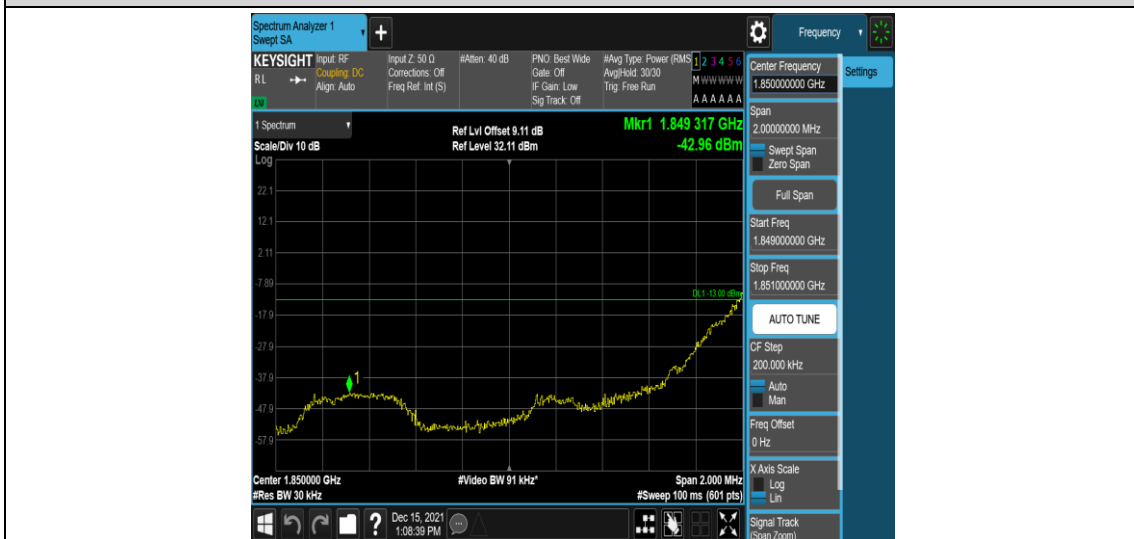 Spectrum Analyzer 1
Swept SA
+
Frequency
KEYSIGHT
RL
Input: RF
Coupling: DC
Align: Auto
Input Z: 50 Ω
Corrections: Off
Freq Ref: Int (S)
#Atten: 40 dB
PNO: Best Wide
Gate: Off
IF Gain: Low
Sig Track: Off
#Avg Type: Power (RMS
Avg|Hold: 30/30
Trig: Free Run
1 2 3 4 5 6
M W W W W W
A A A A A A
1 Spectrum
Scale/Div 10 dB
Ref Lvl Offset 9.11 dB
Ref Level 32.11 dBm
Mkr1 1.849 317 GHz
-42.96 dBm
Log
22.1
12.1
2.11
-7.89
-17.9
-27.9
-37.9
-47.9
-57.9
DL1 -13.00 dBm
1
Center 1.850000 GHz
#Res BW 30 kHz
#Video BW 91 kHz*
Span 2.000 MHz
#Sweep 100 ms (601 pts)
Center Frequency
1.850000000 GHz
Settings
Span
2.00000000 MHz
Swept Span
Zero Span
Full Span
Start Freq
1.849000000 GHz
Stop Freq
1.851000000 GHz
AUTO TUNE
CF Step
200.000 kHz
Auto
Man
Freq Offset
0 Hz
X Axis Scale
Log
Lin
Signal Track
(Span Zoom)
?
Dec 15, 2021
1:08:39 PM